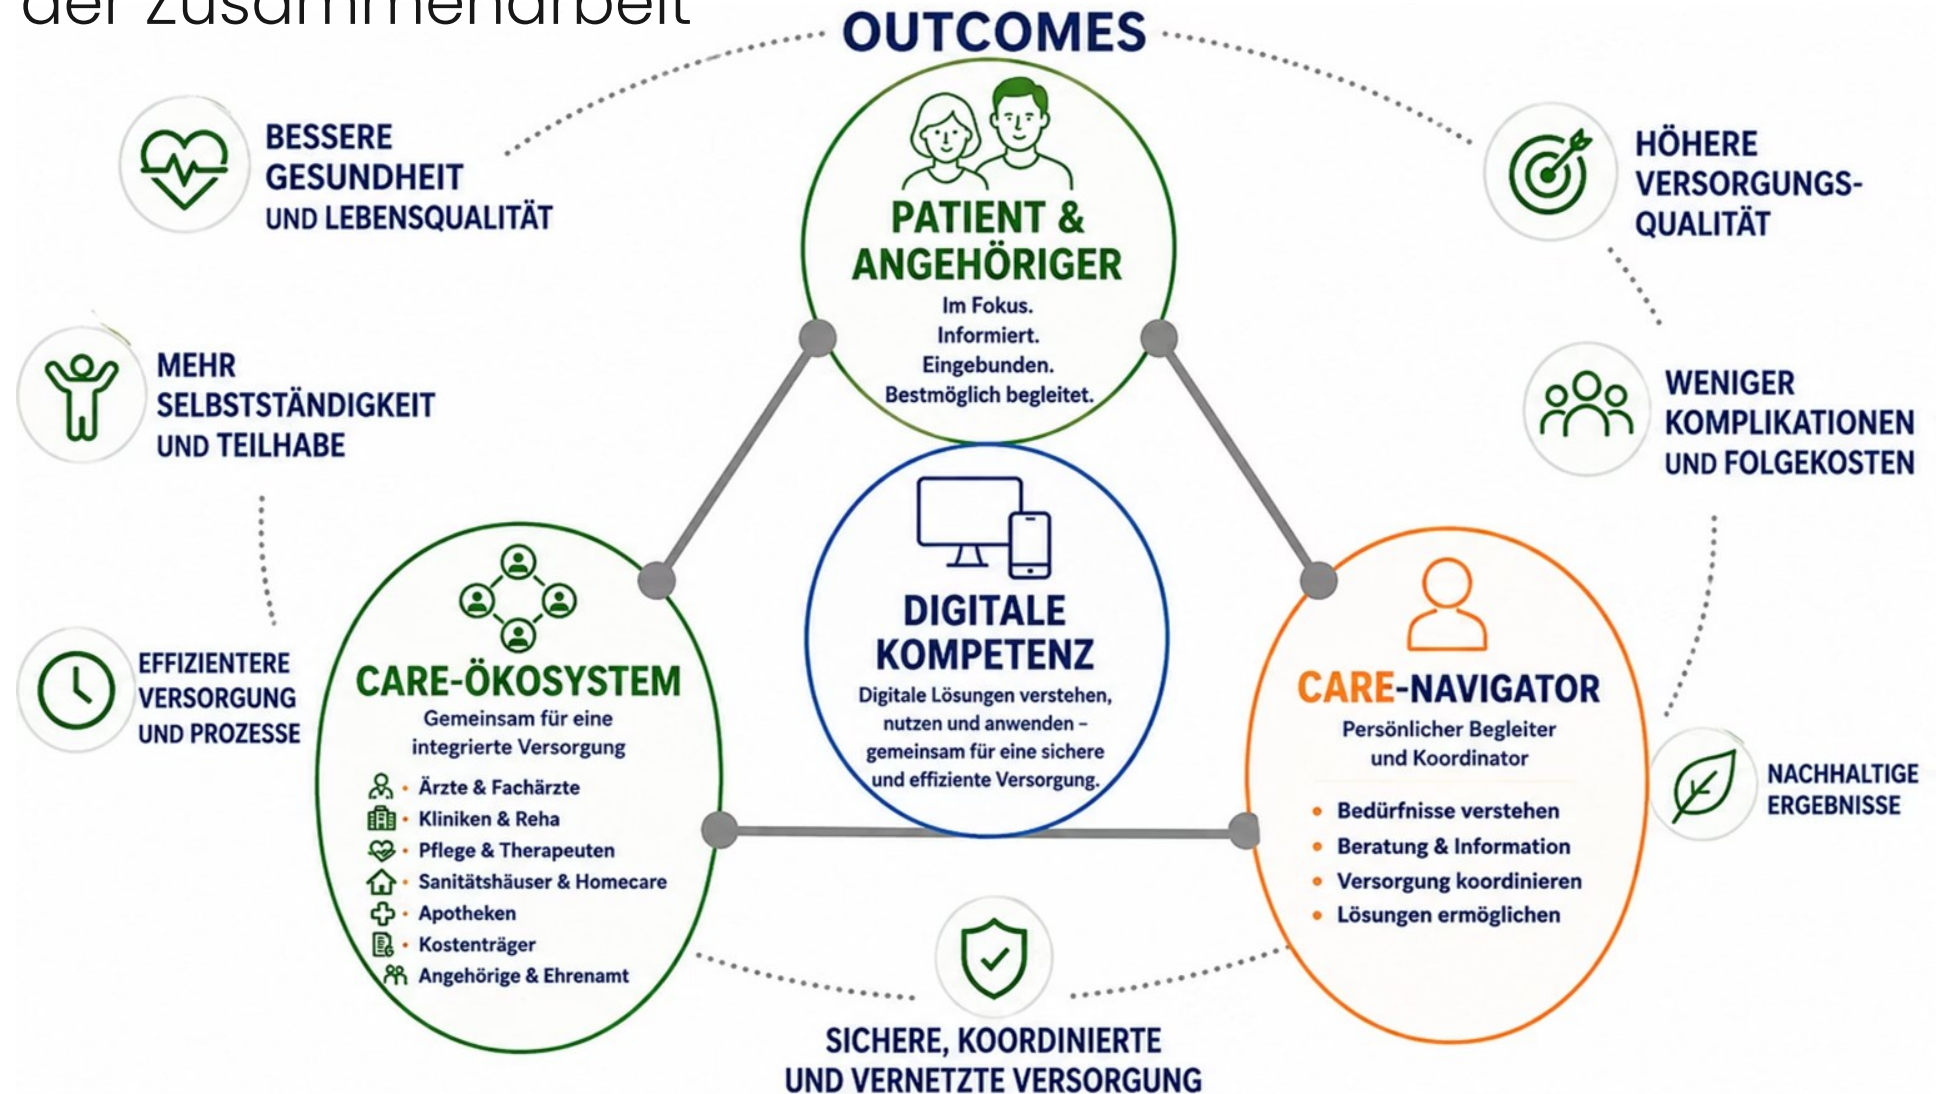 der Zusammenarbeit
OUTCOMES
BESSERE
GESUNDHEIT
UND LEBENSQUALITÄT
HÖHERE
VERSORGUNGS-
QUALITÄT
PATIENT &
ANGEHÖRIGER
Im Fokus.
Informiert.
Eingebunden.
Bestmöglich begleitet.
MEHR
SELBSTSTÄNDIGKEIT
UND TEILHABE
WENIGER
KOMPLIKATIONEN
UND FOLGEKOSTEN
DIGITALE
KOMPETENZ
Digitale Lösungen verstehen,
nutzen und anwenden –
gemeinsam für eine sichere
und effiziente Versorgung.
EFFIZIENTERE
VERSORGUNG
UND PROZESSE
CARE-ÖKOSYSTEM
Gemeinsam für eine
integrierte Versorgung
• Ärzte & Fachärzte
• Kliniken & Reha
• Pflege & Therapeuten
• Sanitätshäuser & Homecare
• Apotheken
• Kostenträger
Angehörige & Ehrenamt
CARE-NAVIGATOR
Persönlicher Begleiter
und Koordinator
• Bedürfnisse verstehen
• Beratung & Information
• Versorgung koordinieren
• Lösungen ermöglichen
NACHHALTIGE
ERGEBNISSE
SICHERE, KOORDINIERTE
UND VERNETZTE VERSORGUNG